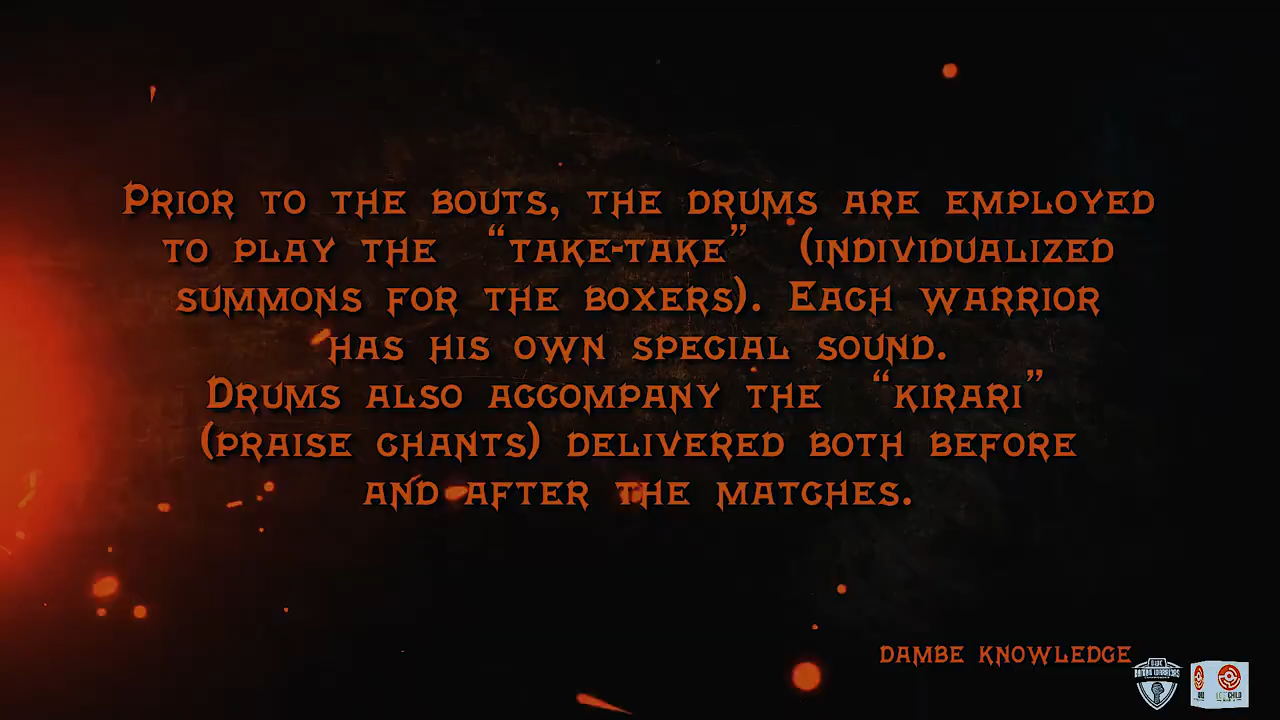 Prior to the bouts, the drums are employed
to play the “take-take” (individualized
summons for the boxers). Each warrior
has his own special sound.
Drums also accompany the “kirari”
(praise chants) delivered both before
and after the matches.
dambe knowledge
DAMBE WARRIORS